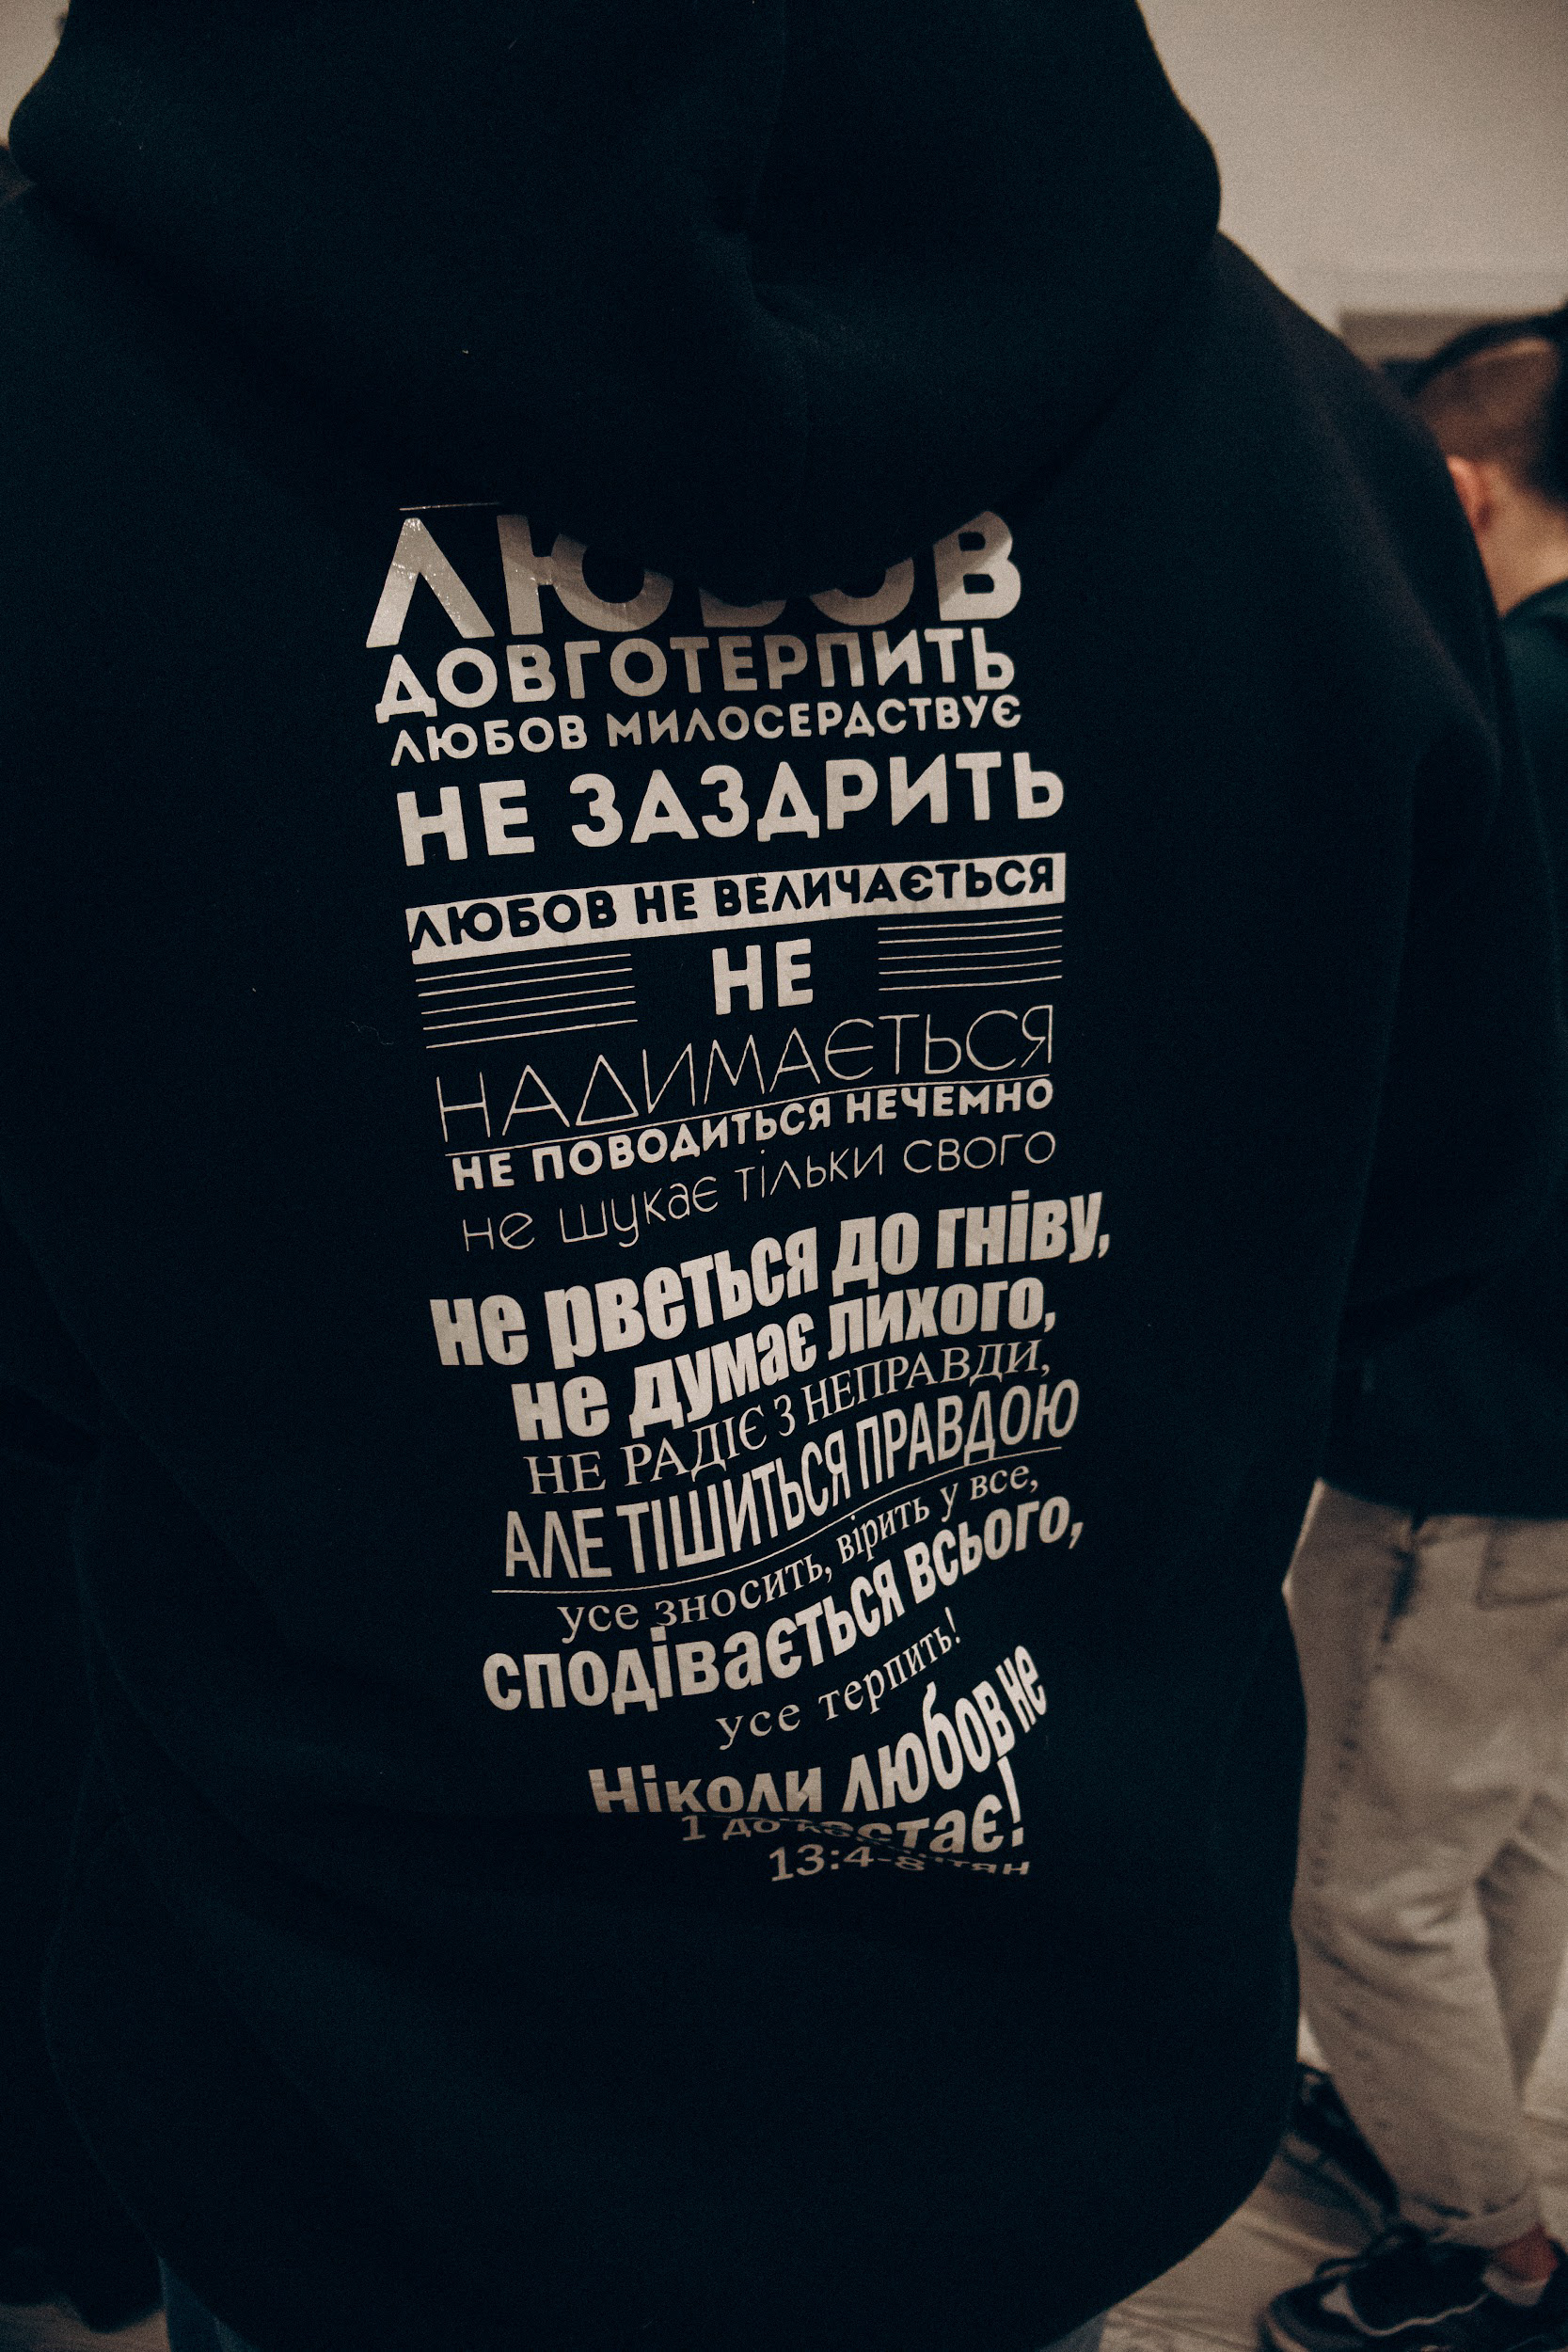 ЛЮБОВ
ДОВГОТЕРПИТЬ
ЛЮБОВ МИЛОСЕРДСТВУЄ
НЕ ЗАЗДРИТЬ
ЛЮБОВ НЕ ВЕЛИЧАЄТЬСЯ
НЕ
НАДИМАЄТЬСЯ
НЕ ПОВОДИТЬСЯ НЕЧЕМНО
не шукає тільки свого
не рветься до гніву,
не думає лихого,
НЕ РАДІЄ З НЕПРАВДИ,
АЛЕ ТІШИТЬСЯ ПРАВДОЮ
усе зносить, вірить у все,
сподівається всього,
усе терпить!
Ніколи любов не
1 до
13:4-8